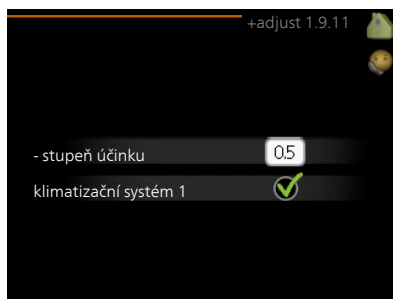 +adjust 1.9.11
- stupeň účinku 0.5
klimatizační systém 1